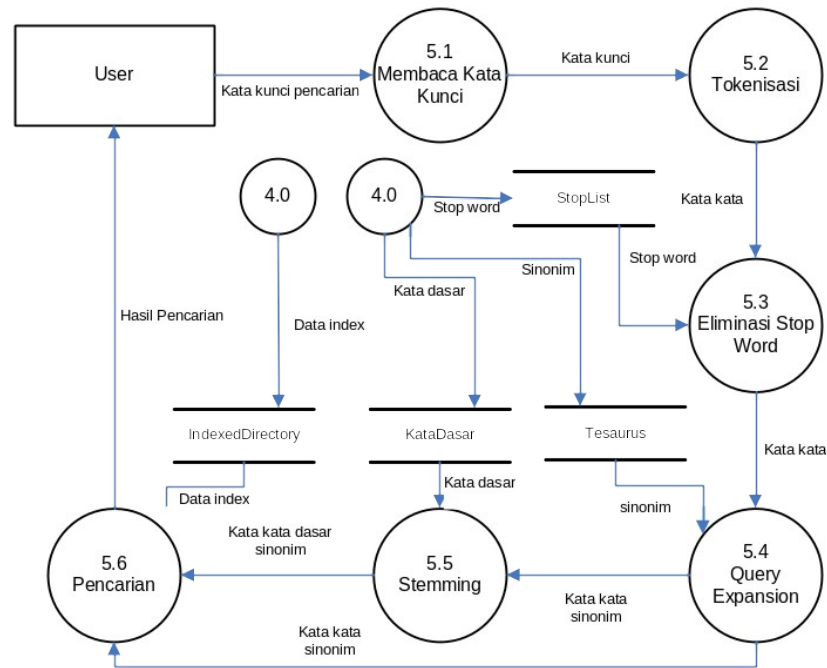 User
Kata kunci pencarian
5.1
Membaca Kata
Kunci
Kata kunci
5.2
Tokenisasi
4.0
4.0
Stop word
StopList
Kata kata
Stop word
Sinonim
Kata dasar
Hasil Pencarian
Data index
5.3
Eliminasi Stop
Word
IndexedDirectory
KataDasar
Tesaurus
Kata kata
Data index
Kata dasar
sinonim
Kata kata dasar
sinonim
5.6
Pencarian
5.5
Stemming
5.4
Query
Expansion
Kata kata
sinonim
Kata kata
sinonim